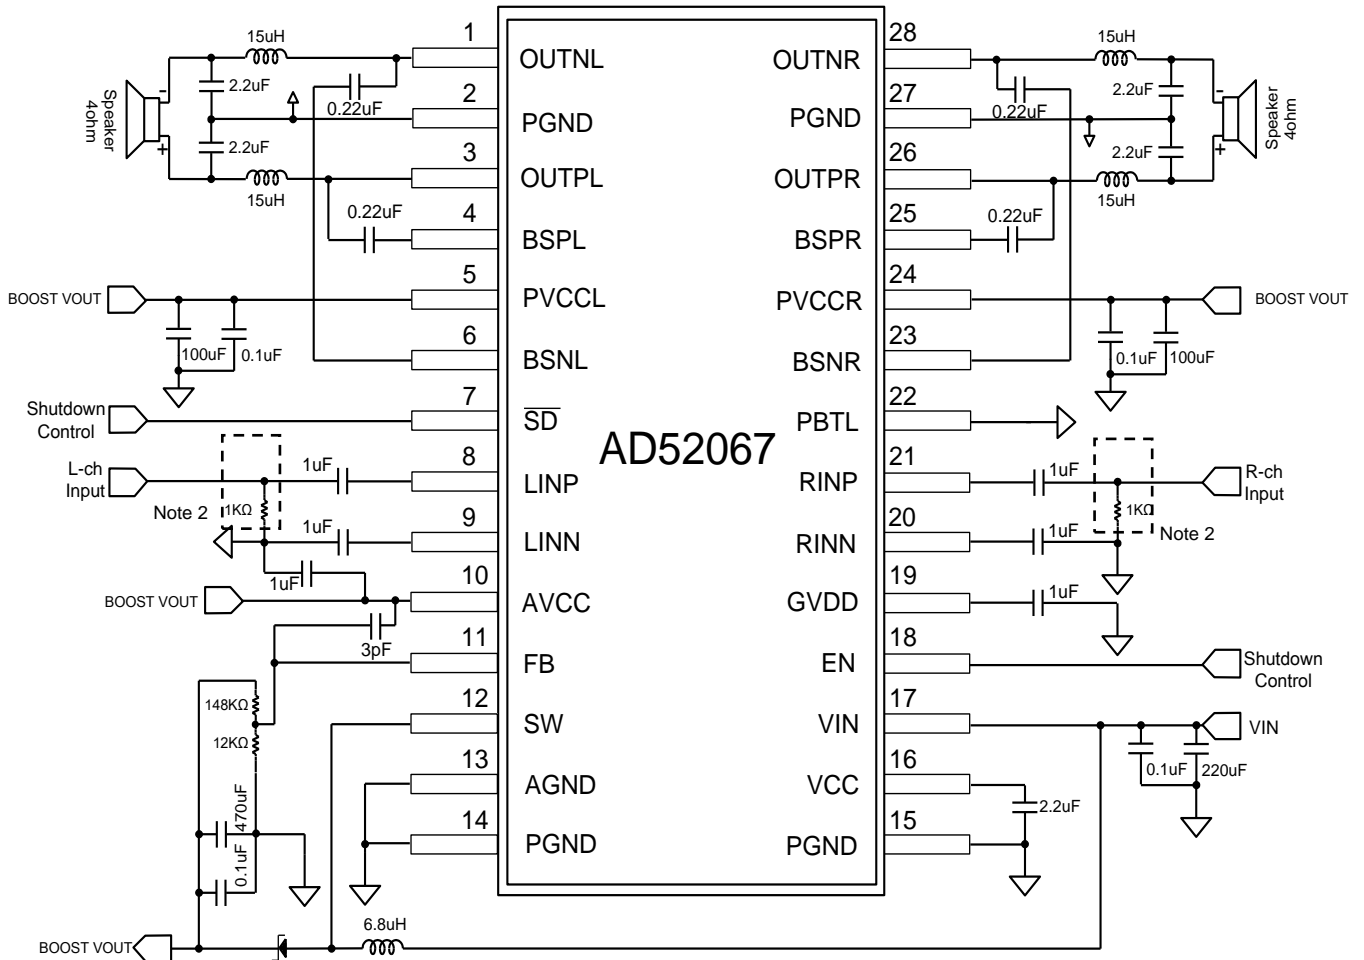 1
15uH
OUTNL
2.2uF
-
Speaker
4ohm
2
0.22uF
PGND
+
2.2uF
3
OUTPL
15uH
4
0.22uF
BSPL
5
BOOST VOUT
PVCCL
100uF
0.1uF
6
BSNL
Shutdown
Control
7
SD
L-ch
Input
8
1uF
LINP
Note 2
1KΩ
9
1uF
LINN
1uF
10
BOOST VOUT
AVCC
3pF
11
FB
148KΩ
12
SW
12KΩ
13
AGND
470uF
14
PGND
0.1uF
6.8uH
BOOST VOUT
AD52067
28
15uH
OUTNR
2.2uF
-
Speaker
4ohm
27
0.22uF
PGND
+
2.2uF
26
OUTPR
15uH
25
0.22uF
BSPR
24
BOOST VOUT
PVCCR
0.1uF
100uF
23
BSNR
22
PBTL
21
1uF
RINP
R-ch
Input
1KΩ
Note 2
20
1uF
RINN
19
1uF
GVDD
18
EN
Shutdown
Control
17
VIN
VIN
0.1uF
220uF
16
VCC
2.2uF
15
PGND